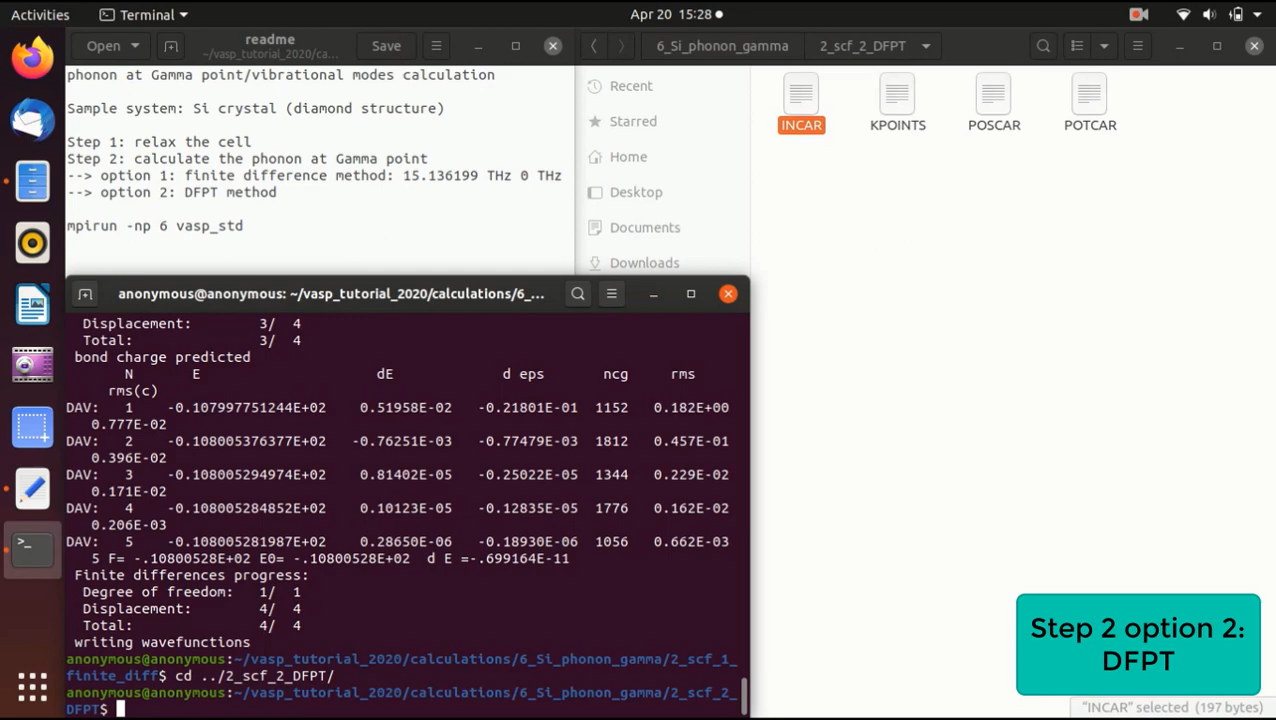 Activities
Terminal
Apr 20 15:28
Open
readme
~/vasp_tutorial_2020/ca...
Save
phonon at Gamma point/vibrational modes calculation
Sample system: Si crystal (diamond structure)
Step 1: relax the cell
Step 2: calculate the phonon at Gamma point
--> option 1: finite difference method: 15.136199 THz 0 THz
--> option 2: DFPT method
mpirun -np 6 vasp_std
6_Si_phonon_gamma
2_scf_2_DFPT
Recent
Starred
Home
Desktop
Documents
Downloads
INCAR
KPOINTS
POSCAR
POTCAR
anonymous@anonymous: ~/vasp_tutorial_2020/calculations/6_...
Displacement: 3/ 4
Total: 3/ 4
bond charge predicted
N E dE d eps ncg rms
rms(c)
DAV: 1 -0.107997751244E+02 0.51958E-02 -0.21801E-01 1152 0.182E+00
0.777E-02
DAV: 2 -0.108005376377E+02 -0.76251E-03 -0.77479E-03 1812 0.457E-01
0.396E-02
DAV: 3 -0.108005294974E+02 0.81402E-05 -0.25022E-05 1344 0.229E-02
0.171E-02
DAV: 4 -0.108005284852E+02 0.10123E-05 -0.12835E-05 1776 0.162E-02
0.206E-03
DAV: 5 -0.108005281987E+02 0.28650E-06 -0.18930E-06 1056 0.662E-03
5 F= -.10800528E+02 E0= -.10800528E+02 d E =-.699164E-11
Finite differences progress:
Degree of freedom: 1/ 1
Displacement: 4/ 4
Total: 4/ 4
writing wavefunctions
anonymous@anonymous:~/vasp_tutorial_2020/calculations/6_Si_phonon_gamma/2_scf_1_
finite_diff$ cd ../2_scf_2_DFPT/
anonymous@anonymous:~/vasp_tutorial_2020/calculations/6_Si_phonon_gamma/2_scf_2_
DFPT$
Step 2 option 2:
DFPT
"INCAR" selected (197 bytes)